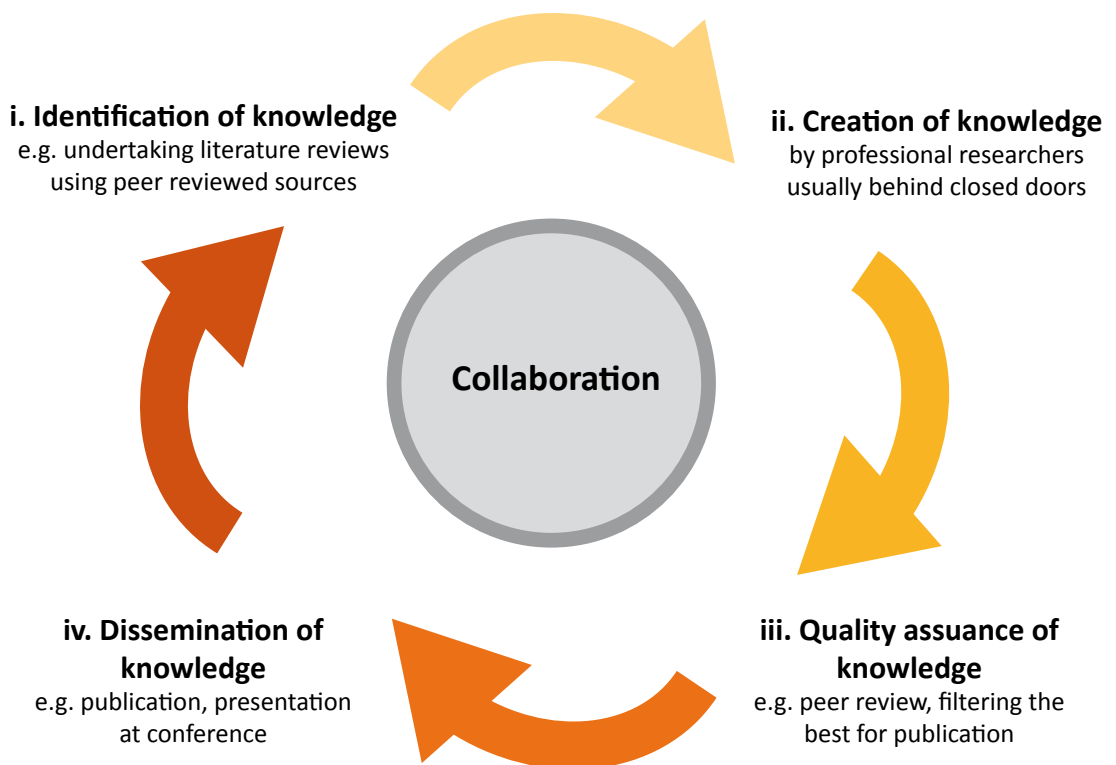 i. Identification of knowledge
e.g. undertaking literature reviews
using peer reviewed sources
ii. Creation of knowledge
by professional researchers
usually behind closed doors
Collaboration
iii. Quality assuance of
knowledge
e.g. peer review, filtering the
best for publication
iv. Dissemination of
knowledge
e.g. publication, presentation
at conference